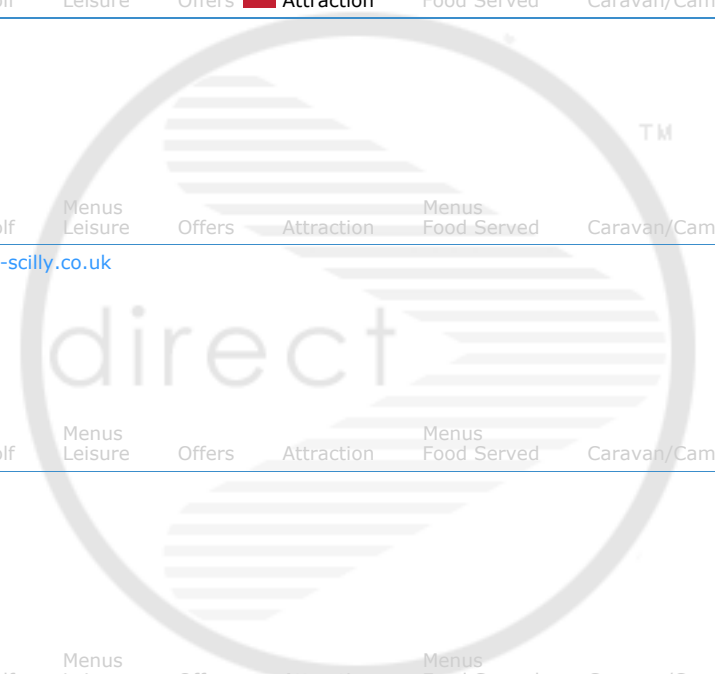 Leisure Offers Attraction Food Served Caravan/Cam
TM
Menus Menus
olf Leisure Offers Attraction Food Served Caravan/Cam
-scilly.co.uk
direct
Menus Menus
olf Leisure Offers Attraction Food Served Caravan/Cam
Menus Menus